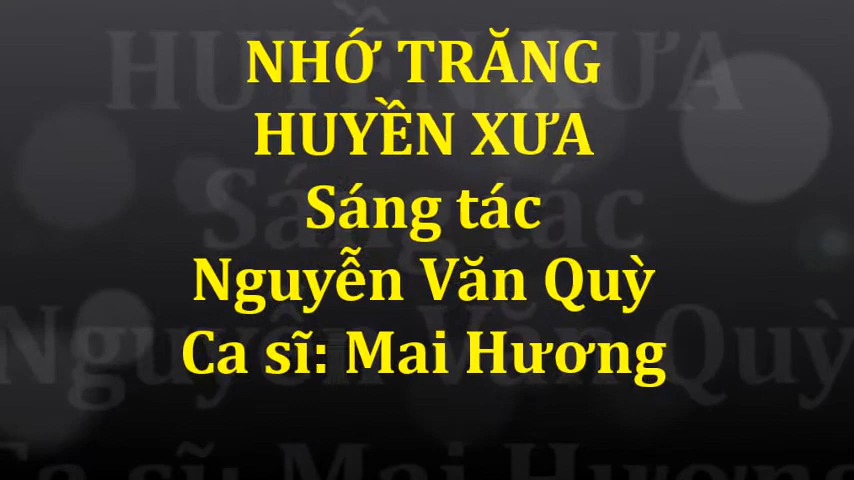 NHỚ TRĂNG
HUYỀN XƯA
Sáng tác
Nguyễn Văn Quỳ
Ca sĩ: Mai Hương